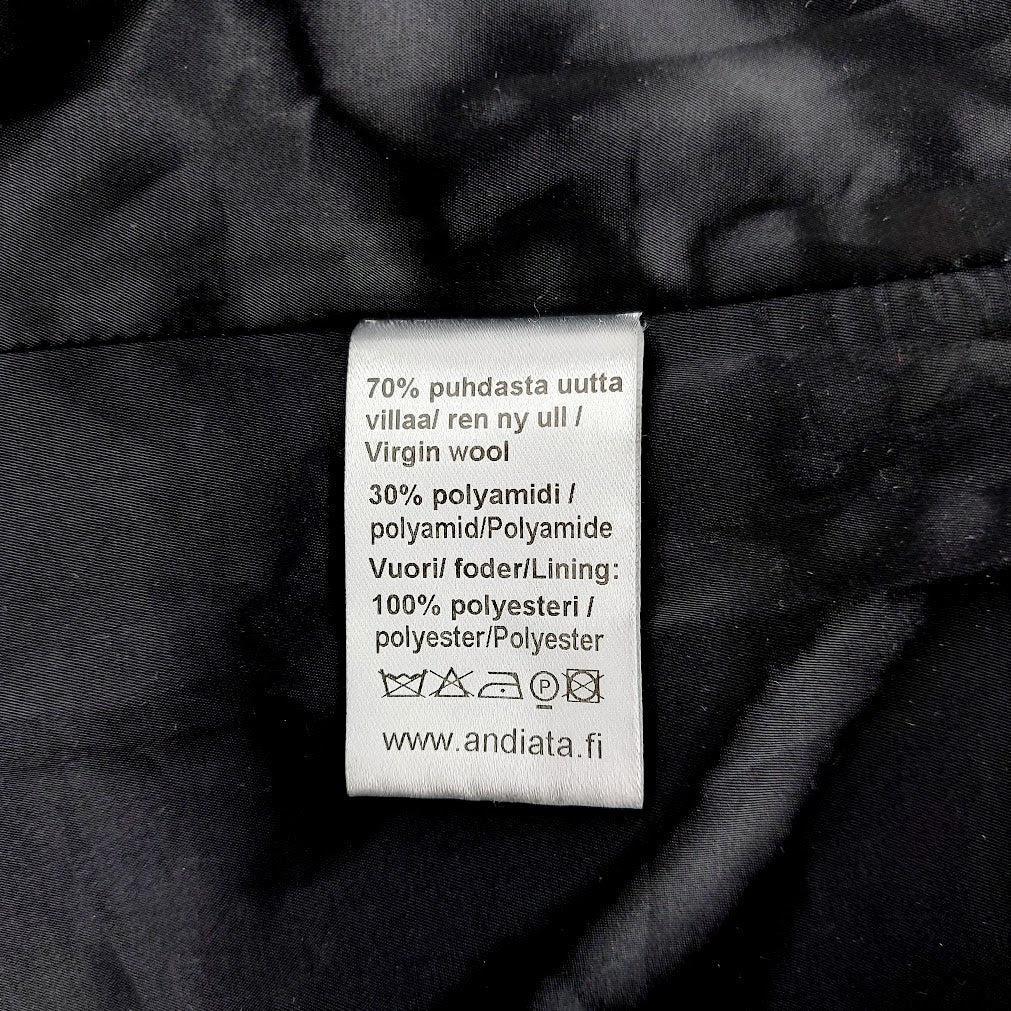 70% puhdasta uutta
villaa/ ren ny ull /
Virgin wool
30% polyamidi /
polyamid/Polyamide
Vuori/ foder/Lining:
100% polyesteri /
polyester/Polyester
P
www.andiata.fi